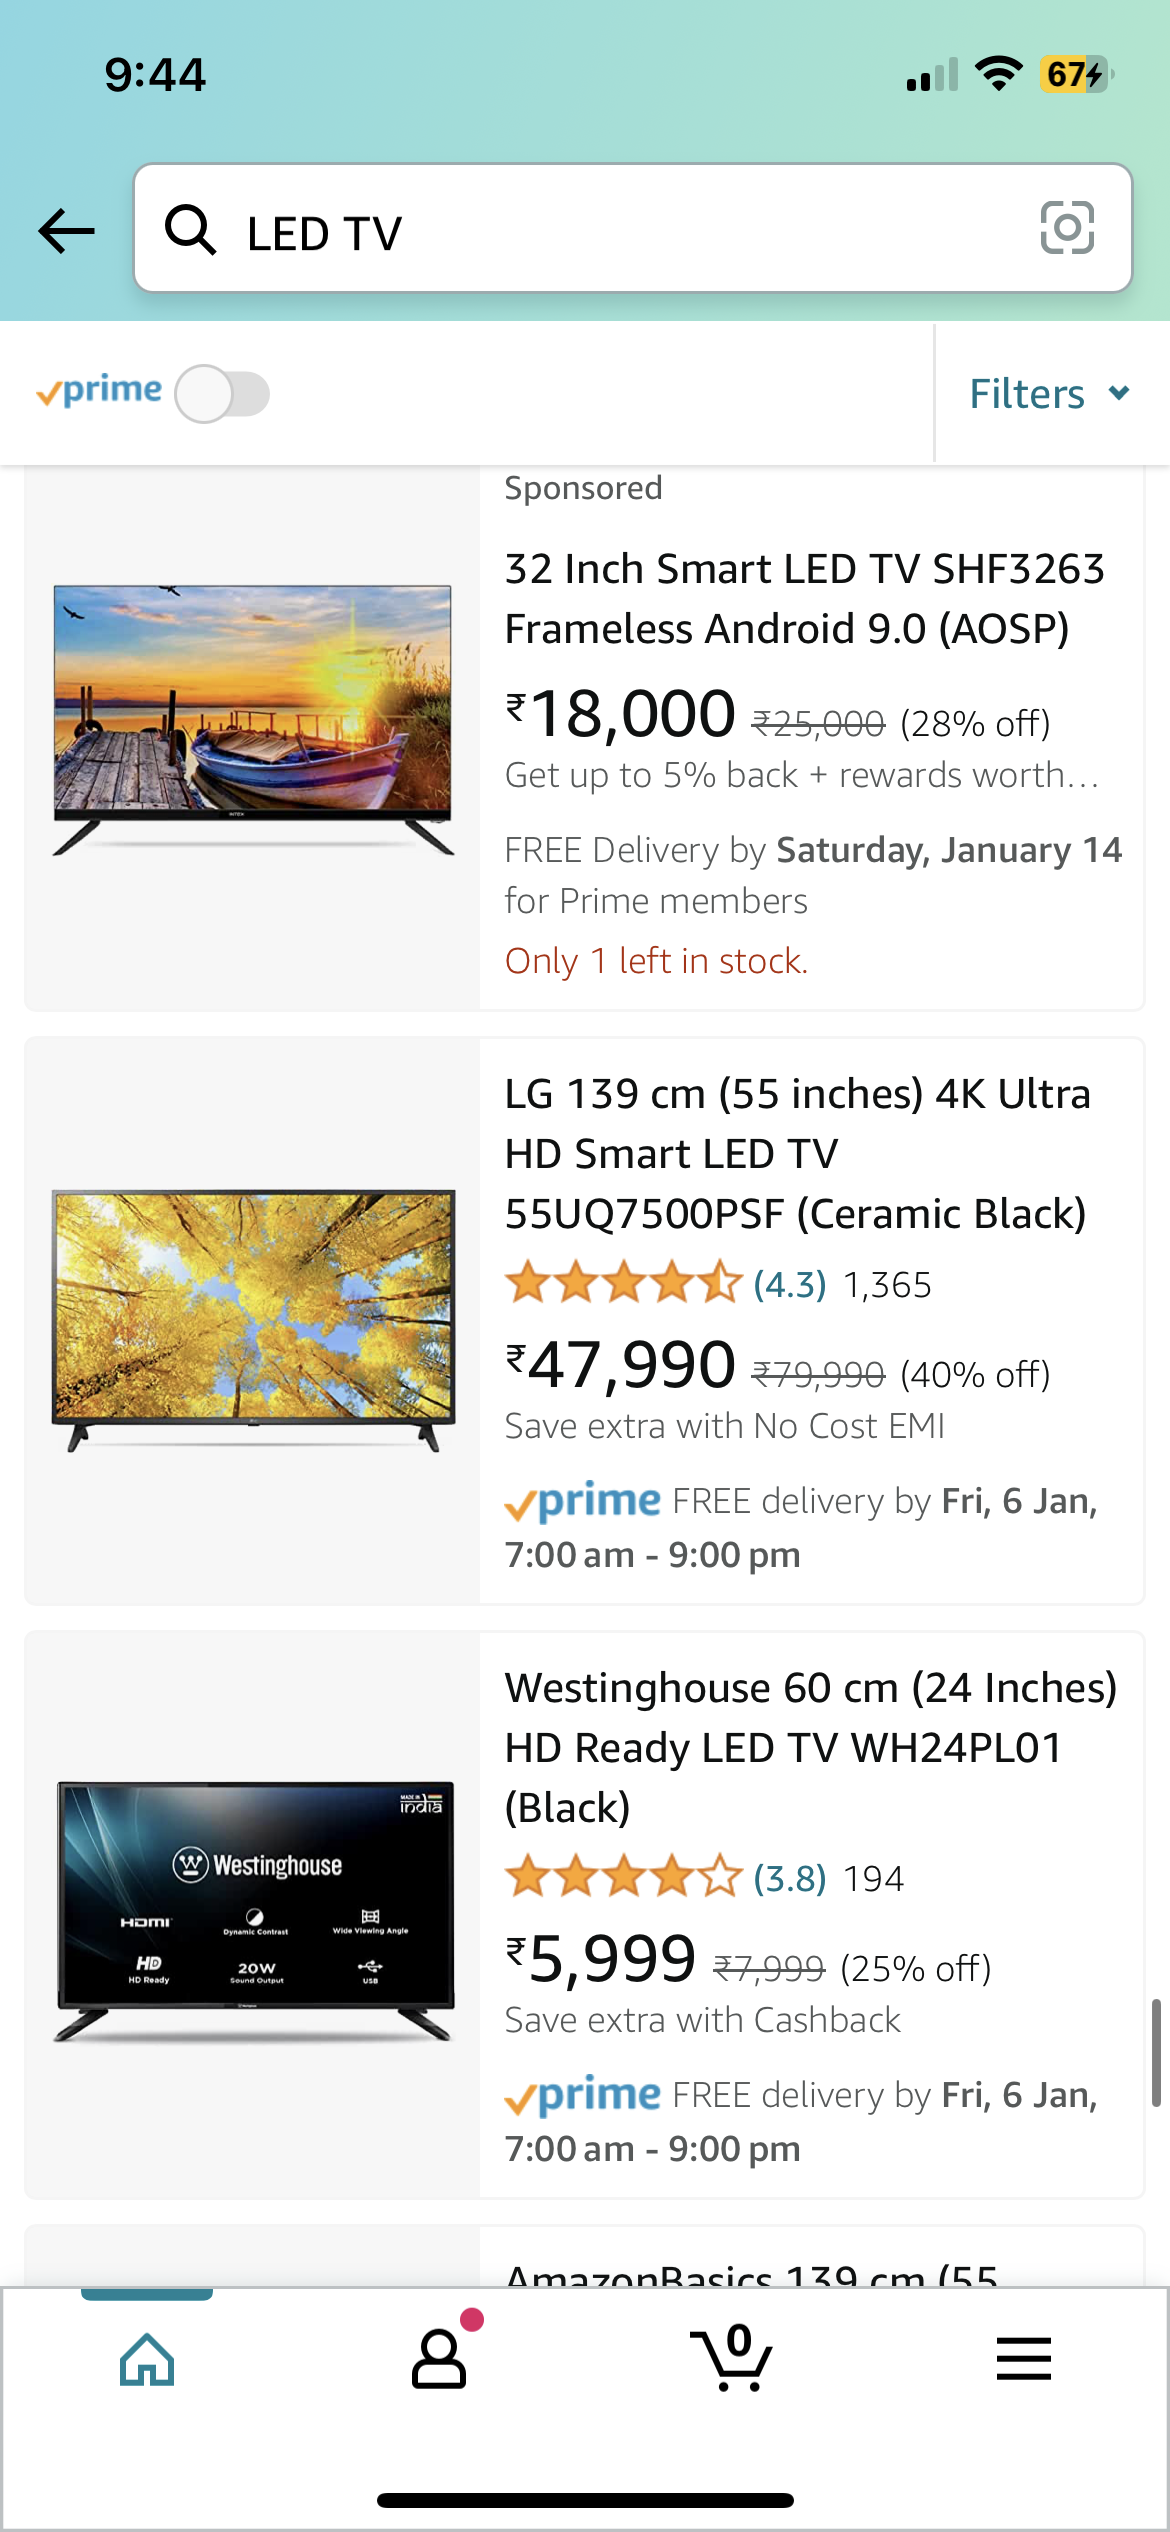 9:44
67
LED TV
prime
Filters
Sponsored
32 Inch Smart LED TV SHF3263
Frameless Android 9.0 (AOSP)
₹18,000 ₹25,000 (28% off)
Get up to 5% back + rewards worth...
FREE Delivery by Saturday, January 14
for Prime members
Only 1 left in stock.
INTEX
LG 139 cm (55 inches) 4K Ultra
HD Smart LED TV
55UQ7500PSF (Ceramic Black)
(4.3) 1,365
₹47,990 ₹79,990 (40% off)
Save extra with No Cost EMI
prime FREE delivery by Fri, 6 Jan,
7:00 am - 9:00 pm
Westinghouse 60 cm (24 Inches)
HD Ready LED TV WH24PL01
(Black)
(3.8) 194
₹5,999 ₹7,999 (25% off)
Save extra with Cashback
prime FREE delivery by Fri, 6 Jan,
7:00 am - 9:00 pm
MADE IN
india
W Westinghouse
HDMI
Dynamic Contrast
Wide Viewing Angle
HD
HD Ready
20W
Sound Output
USB
AmazonBasics 139 cm (55
0